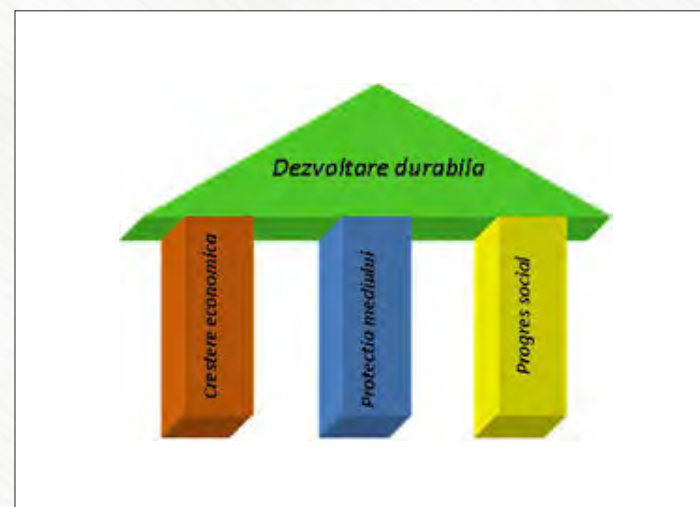 Dezvoltare durabila
Crestere economica
Protectia mediului
Progres social